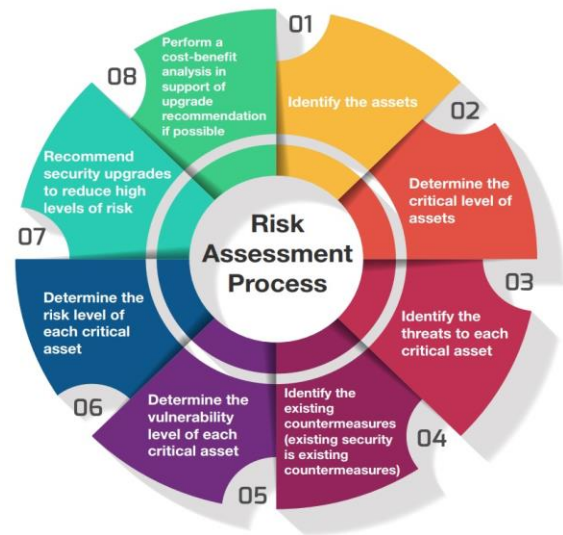 Risk
Assessment
Process
01
Identify the assets
02
Determine the
critical level of
assets
03
Identify the
threats to each
critical asset
04
Identify the
existing
countermeasures
(existing security
is existing
countermeasures)
05
Determine the
vulnerability
level of each
critical asset
06
Determine the
risk level of
each critical
asset
07
Recommend
security upgrades
to reduce high
levels of risk
08
Perform a
cost-benefit
analysis in
support of
upgrade
recommendation
if possible